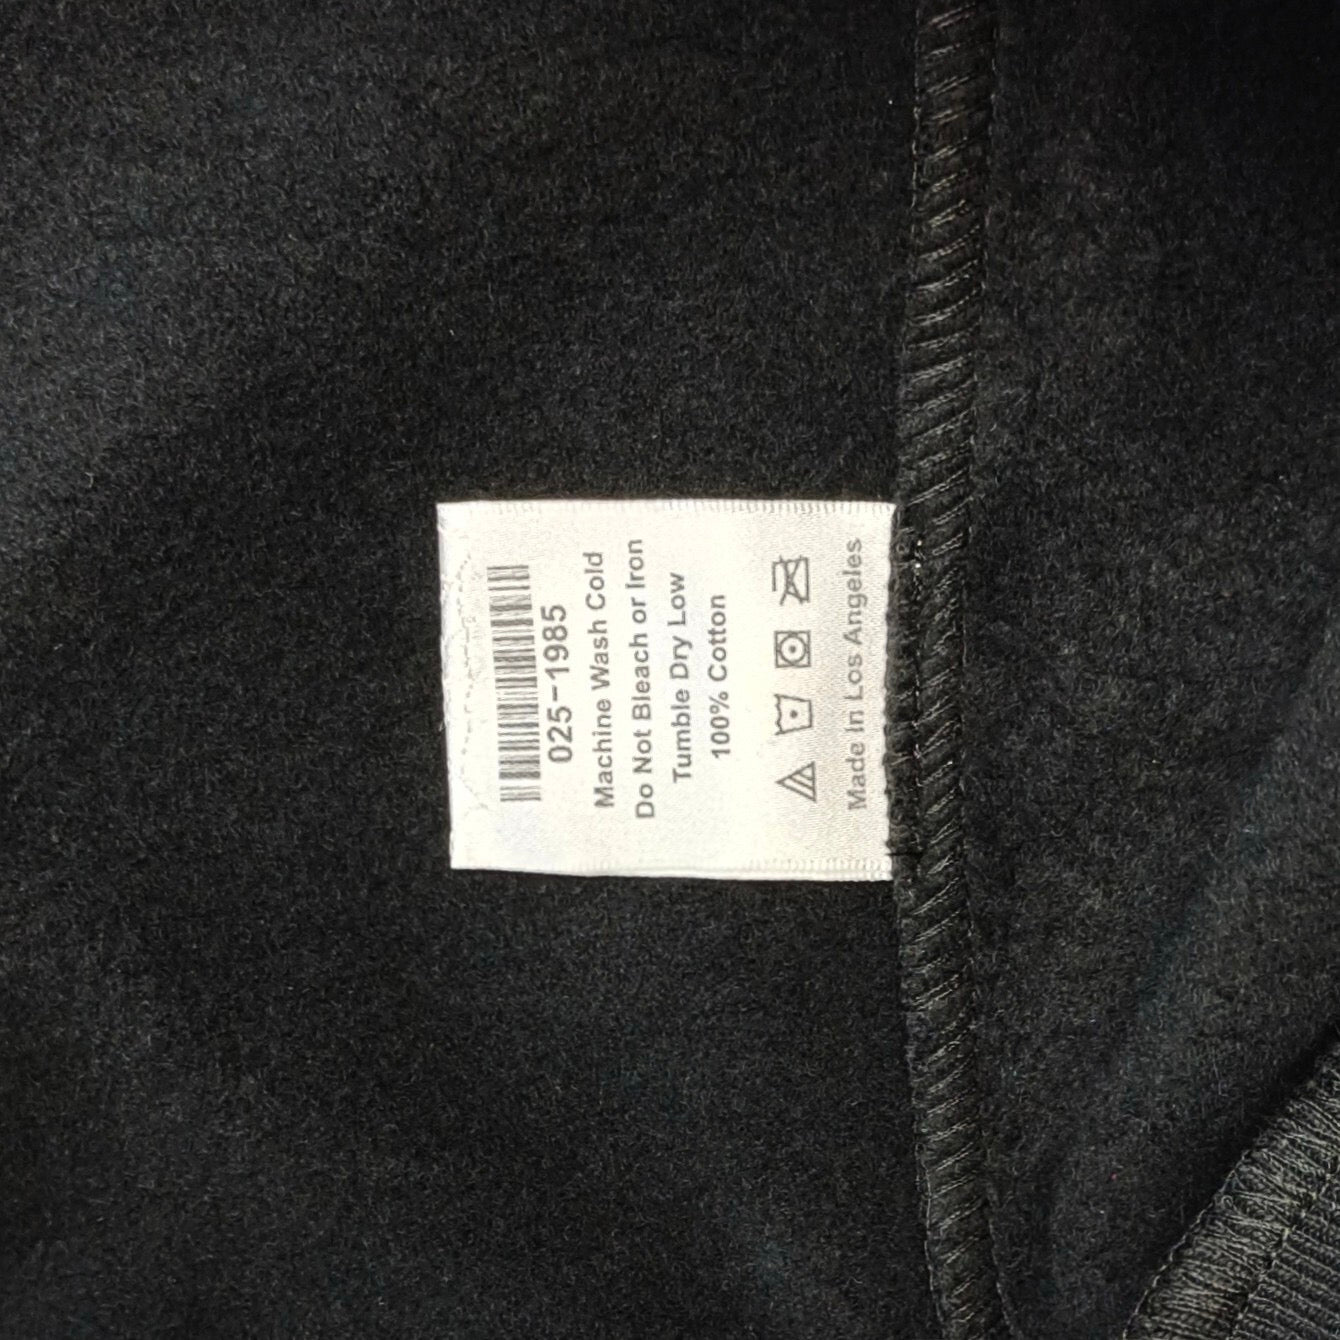 025-1985
Machine Wash Cold
Do Not Bleach or Iron
Tumble Dry Low
100% Cotton
Made In Los Angeles